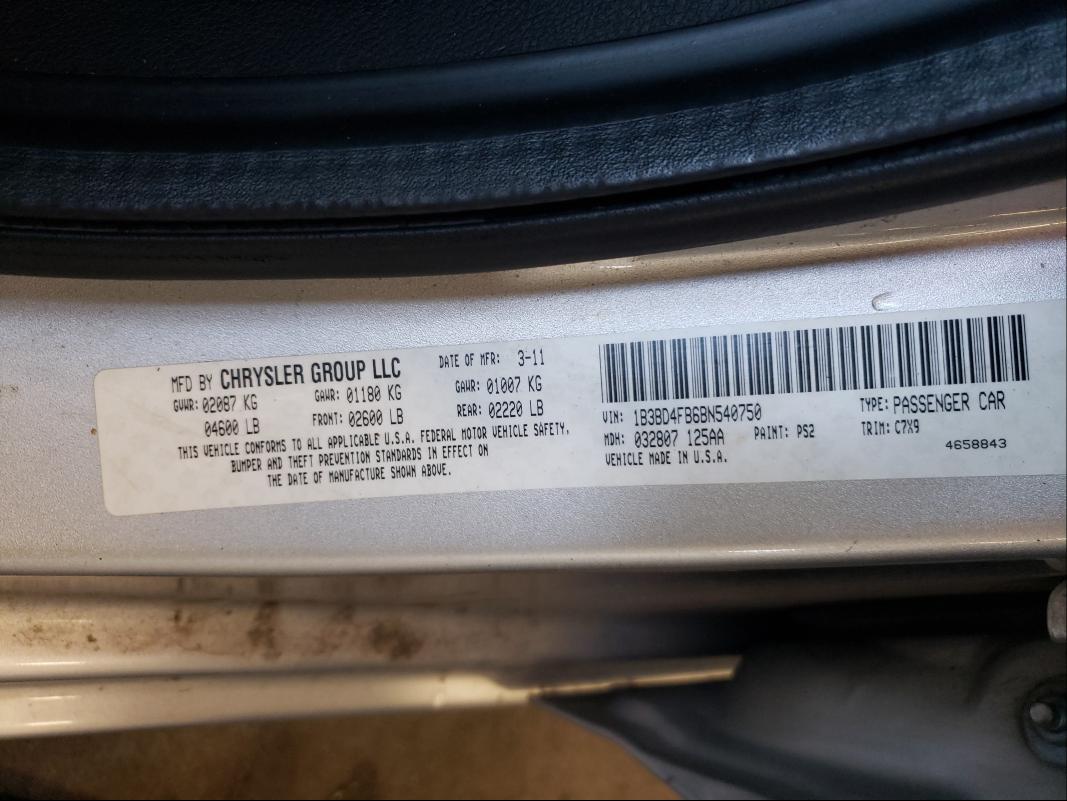 MFD BY CHRYSLER GROUP LLC DATE OF MFR: 3-11
GVWR: 02087 KG GAWR: 01180 KG GAWR: 01007 KG
04600 LB FRONT: 02600 LB REAR: 02220 LB
THIS VEHICLE CONFORMS TO ALL APPLICABLE U.S.A. FEDERAL MOTOR VEHICLE SAFETY,
BUMPER AND THEFT PREVENTION STANDARDS IN EFFECT ON
THE DATE OF MANUFACTURE SHOWN ABOVE.
VIN: 1B3BD4FB6BN540750 TYPE: PASSENGER CAR
MDH: 032807 125AA PAINT: PS2 TRIM: C7X9
VEHICLE MADE IN U.S.A. 4658843